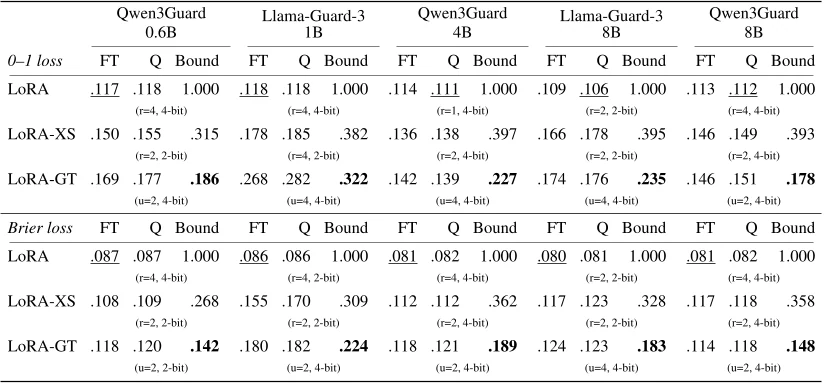 Qwen3Guard Llama-Guard-3 Qwen3Guard Llama-Guard-3 Qwen3Guard
0.6B 1B 4B 8B 8B
0–1 loss FT Q Bound FT Q Bound FT Q Bound FT Q Bound FT Q Bound
LoRA .117 .118 1.000 .118 .118 1.000 .114 .111 1.000 .109 .106 1.000 .113 .112 1.000
(r=4, 4-bit) (r=4, 4-bit) (r=1, 4-bit) (r=2, 2-bit) (r=4, 4-bit)
LoRA-XS .150 .155 .315 .178 .185 .382 .136 .138 .397 .166 .178 .395 .146 .149 .393
(r=2, 2-bit) (r=4, 2-bit) (r=2, 4-bit) (r=2, 2-bit) (r=2, 4-bit)
LoRA-GT .169 .177 .186 .268 .282 .322 .142 .139 .227 .174 .176 .235 .146 .151 .178
(u=2, 4-bit) (u=4, 4-bit) (u=4, 4-bit) (u=4, 4-bit) (u=2, 4-bit)
Brier loss FT Q Bound FT Q Bound FT Q Bound FT Q Bound FT Q Bound
LoRA .087 .087 1.000 .086 .086 1.000 .081 .082 1.000 .080 .081 1.000 .081 .082 1.000
(r=4, 4-bit) (r=4, 2-bit) (r=4, 4-bit) (r=2, 2-bit) (r=4, 4-bit)
LoRA-XS .108 .109 .268 .155 .170 .309 .112 .112 .362 .117 .123 .328 .117 .118 .358
(r=2, 2-bit) (r=2, 2-bit) (r=2, 4-bit) (r=2, 2-bit) (r=2, 4-bit)
LoRA-GT .118 .120 .142 .180 .182 .224 .118 .121 .189 .124 .123 .183 .114 .118 .148
(u=2, 2-bit) (u=2, 4-bit) (u=2, 4-bit) (u=4, 4-bit) (u=2, 4-bit)